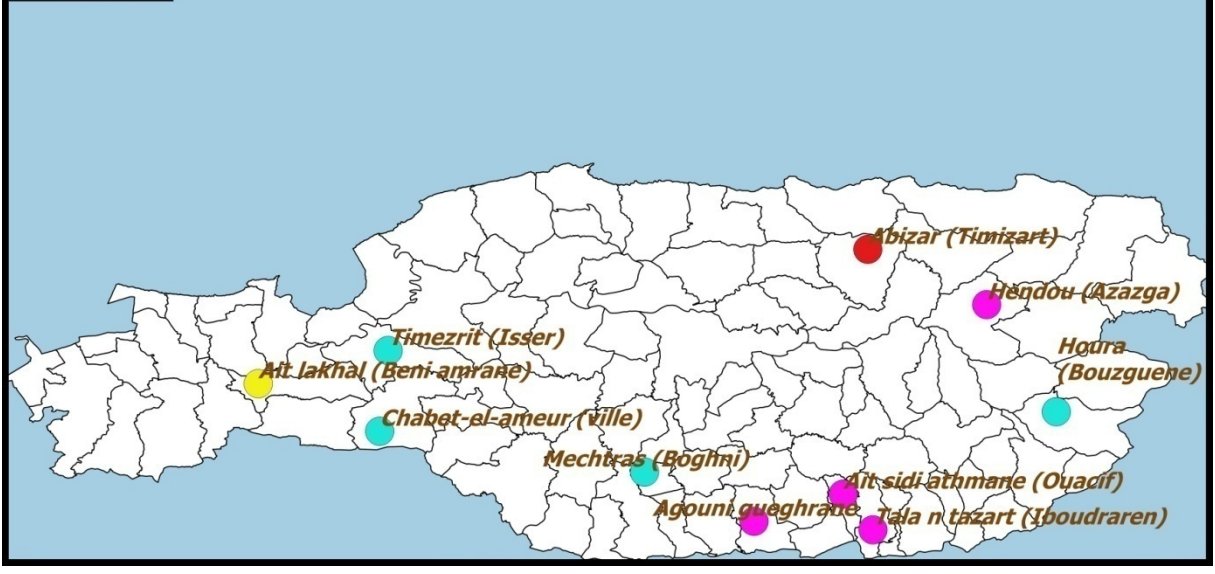 Abizar (Timizart)
Hendou (Azazga)
Timezrit (Isser)
Houra
(Bouzguene)
Ait lakhal (Beni amrane)
Chabet-el-ameur (ville)
Mechtras (Boghni)
Ait sidi athmane (Ouacif)
Agouni gueghrane
Tala n tazart (Iboudraren)